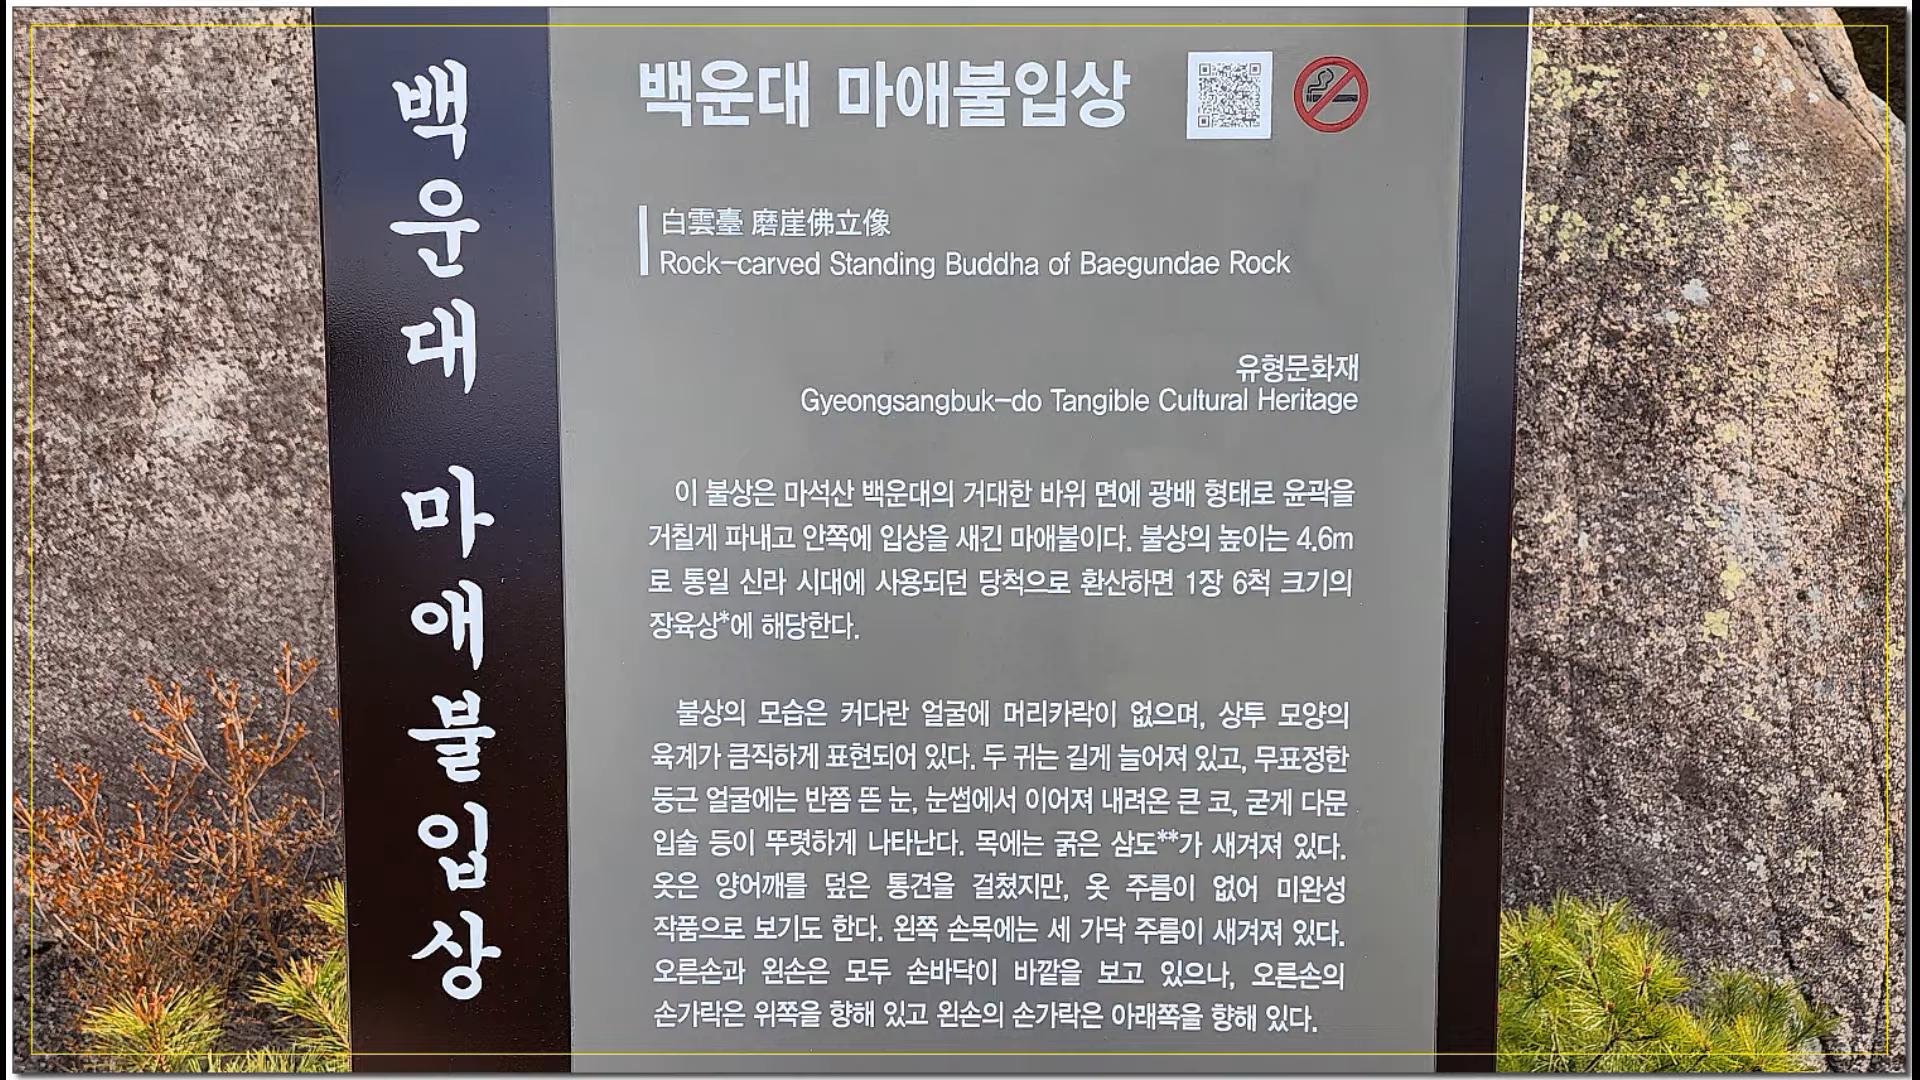 백운대 마애불입상
백운대 마애불입상
白雲臺 磨崖佛立像
Rock-carved Standing Buddha of Baegundae Rock
유형문화재
Gyeongsangbuk-do Tangible Cultural Heritage
이 불상은 마석산 백운대의 거대한 바위 면에 광배 형태로 윤곽을
거칠게 파내고 안쪽에 입상을 새긴 마애불이다. 불상의 높이는 4.6m
로 통일 신라 시대에 사용되던 당척으로 환산하면 1장 6척 크기의
장육상*에 해당한다.
불상의 모습은 커다란 얼굴에 머리카락이 없으며, 상투 모양의
육계가 큼직하게 표현되어 있다. 두 귀는 길게 늘어져 있고, 무표정한
둥근 얼굴에는 반쯤 뜬 눈, 눈썹에서 이어져 내려온 큰 코, 굳게 다문
입술 등이 뚜렷하게 나타난다. 목에는 굵은 삼도**가 새겨져 있다.
옷은 양어깨를 덮은 통견을 걸쳤지만, 옷 주름이 없어 미완성
작품으로 보기도 한다. 왼쪽 손목에는 세 가닥 주름이 새겨져 있다.
오른손과 왼손은 모두 손바닥이 바깥을 보고 있으나, 오른손의
손가락은 위쪽을 향해 있고 왼손의 손가락은 아래쪽을 향해 있다.